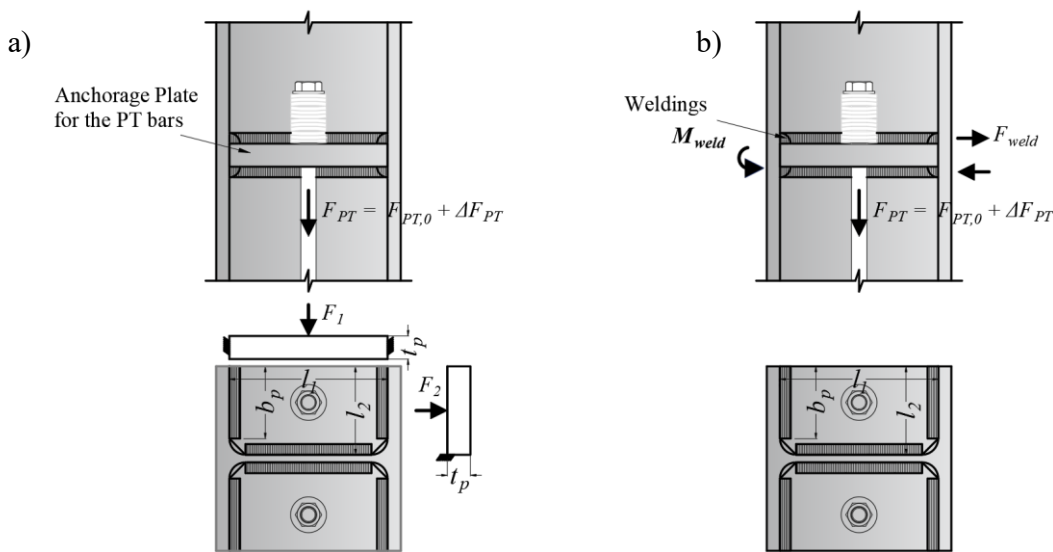 a)
Anchorage Plate
for the PT bars
F_PT = F_PT,0 + ΔF_PT
F_1
t_p
l_1
b_p
l_2
F_2
t_p
b)
Weldings
M_weld
F_weld
F_PT = F_PT,0 + ΔF_PT
l_1
b_p
l_2